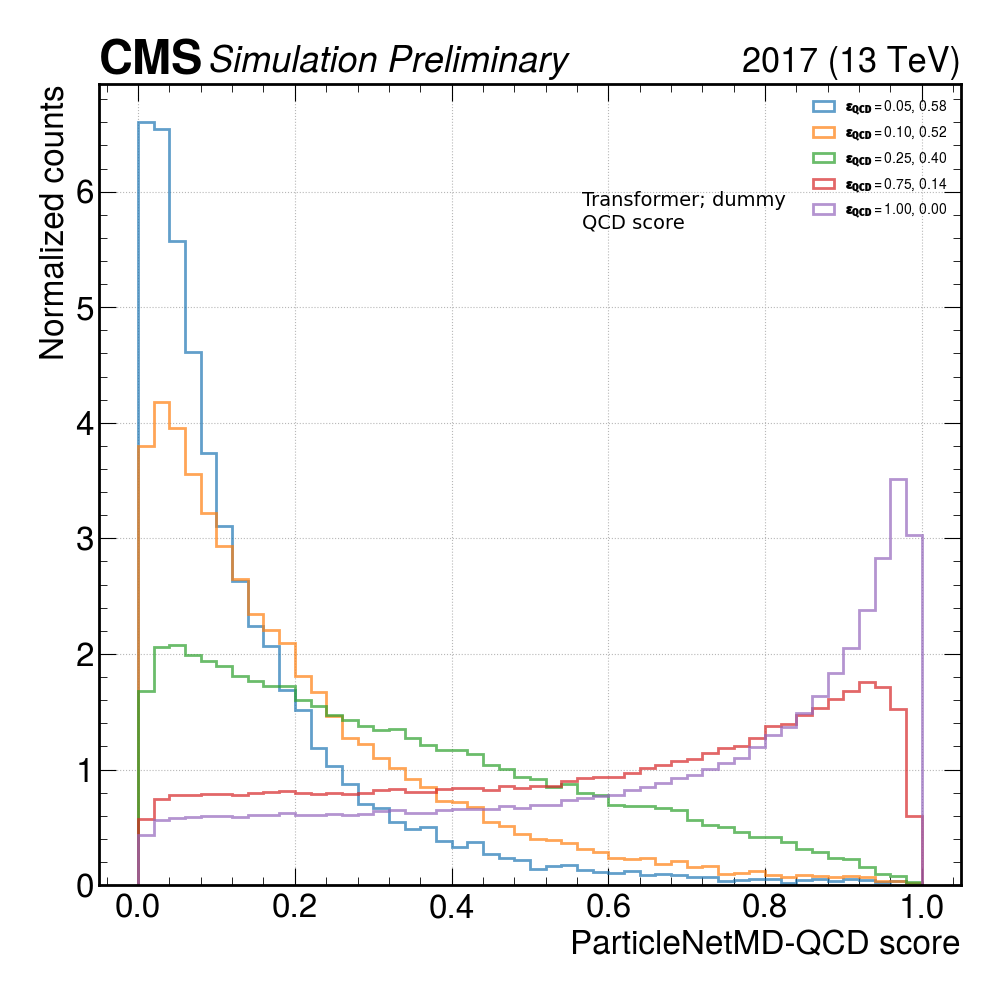 CMS Simulation Preliminary 2017 (13 TeV)
Normalized counts
εQCD = 0.05, 0.58
εQCD = 0.10, 0.52
εQCD = 0.25, 0.40
εQCD = 0.75, 0.14
εQCD = 1.00, 0.00
Transformer; dummy
QCD score
6
5
4
3
2
1
0
0.0 0.2 0.4 0.6 0.8 1.0
ParticleNetMD-QCD score